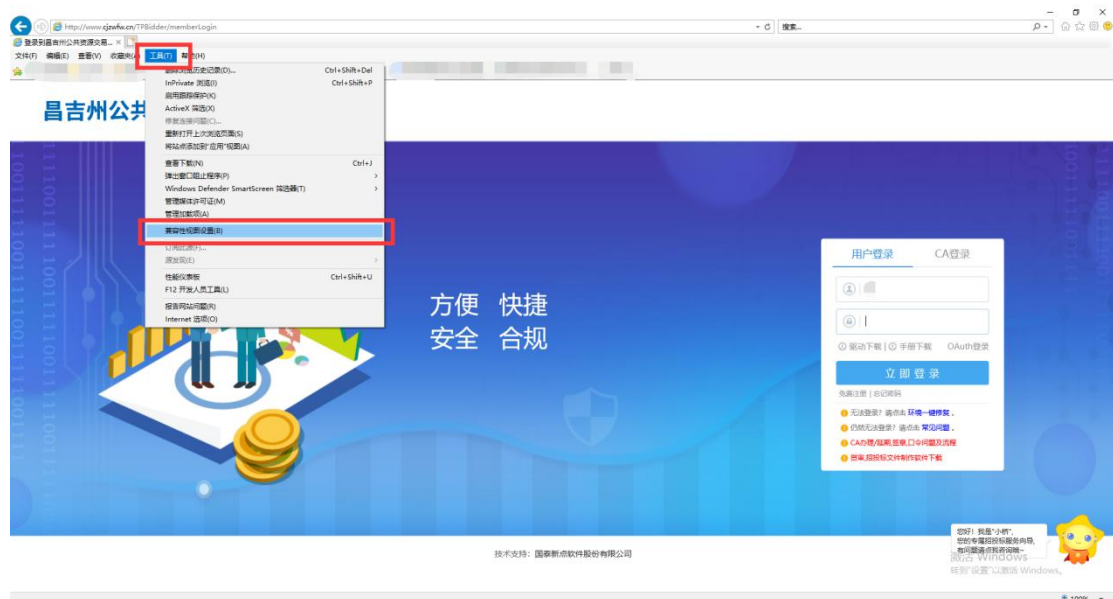 http://www.cjzwfw.cn/TPBidder/memberLogin
搜索...
登录到昌吉州公共资源交易...
文件(F) 编辑(E) 查看(V) 收藏夹(A) 工具(T) 帮助(H)
删除浏览历史记录(D)... Ctrl+Shift+Del
InPrivate 浏览(I) Ctrl+Shift+P
启用跟踪保护(K)
ActiveX 筛选(X)
修复连接问题(C)...
重新打开上次浏览页面(S)
将站点添加到"应用"视图(A)
查看下载(N) Ctrl+J
弹出窗口阻止程序(P)
Windows Defender SmartScreen 筛选器(T)
管理媒体许可证(M)
管理加载项(A)
兼容性视图设置(B)
订阅此源(F)...
源发现(E)
性能仪表板 Ctrl+Shift+U
F12 开发人员工具(L)
报告网站问题(R)
Internet 选项(O)
昌吉州公共
方便 快捷
安全 合规
用户登录 CA登录
驱动下载 | 手册下载 OAuth登录
立即登录
免费注册 | 忘记密码
无法登录？请点击 环境一键修复 。
仍然无法登录？请点击 常见问题 。
CA办理/延期,签章,口令问题及流程
答案,招投标文件制作软件下载
您好！我是"小桥",
您的专属招投标服务向导,
有问题请点我咨询哦~
技术支持：国泰新点软件股份有限公司
激活 Windows
转到"设置"以激活 Windows。
100%